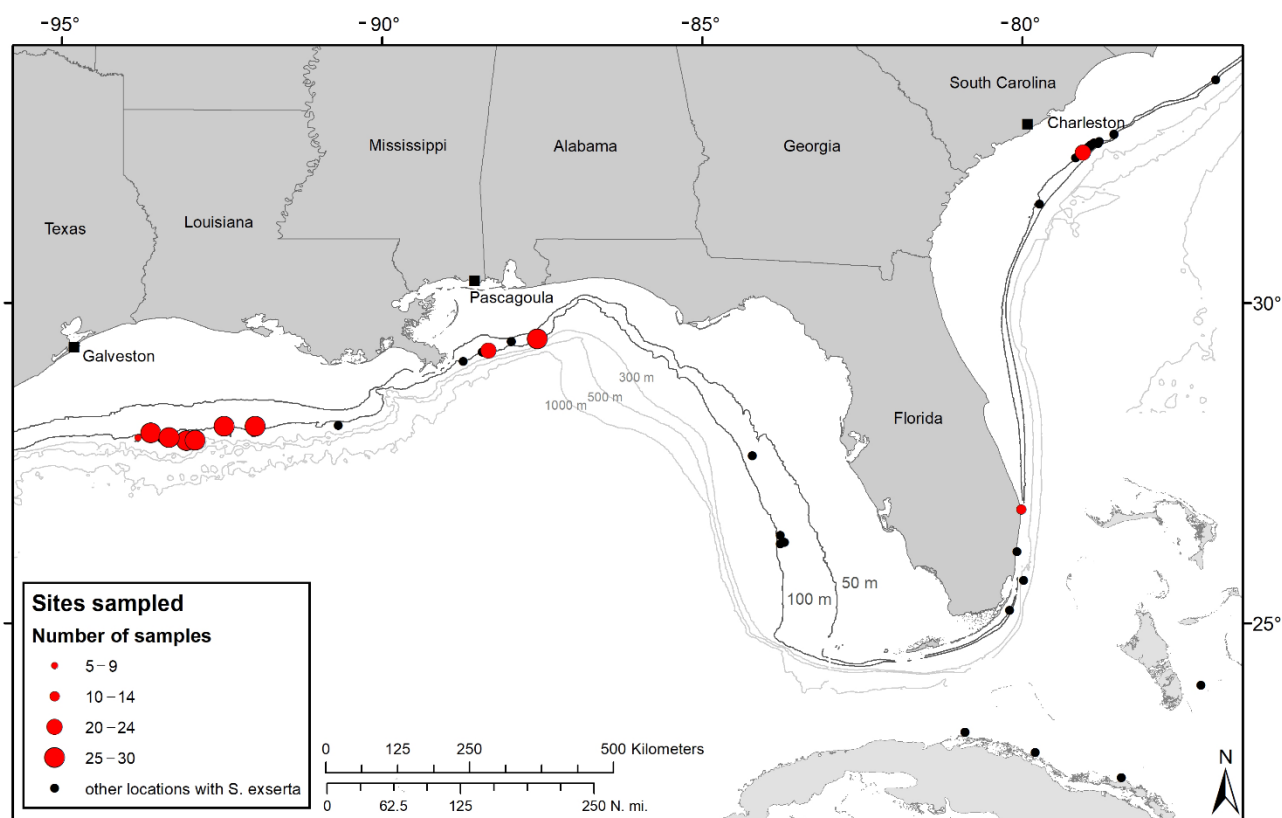 -95° -90° -85° -80°
South Carolina
Charleston
Mississippi Alabama Georgia
Louisiana
Texas
Pascagoula
30°
Galveston
300 m
500 m
1000 m
Florida
50 m
100 m
25°
Sites sampled
Number of samples
5–9
10–14
20–24
25–30
other locations with S. exserta
0 125 250 500 Kilometers
0 62.5 125 250 N. mi.
N